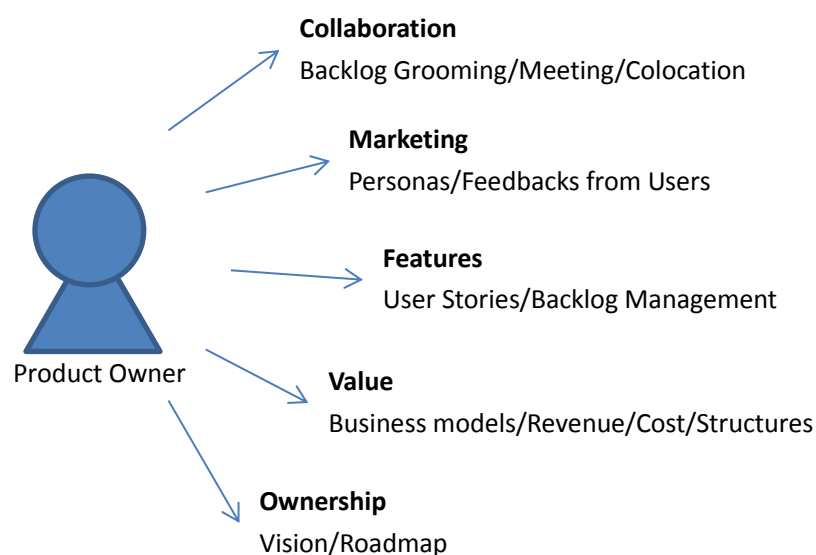 Collaboration
Backlog Grooming/Meeting/Colocation
Marketing
Personas/Feedbacks from Users
Features
User Stories/Backlog Management
Product Owner
Value
Business models/Revenue/Cost/Structures
Ownership
Vision/Roadmap